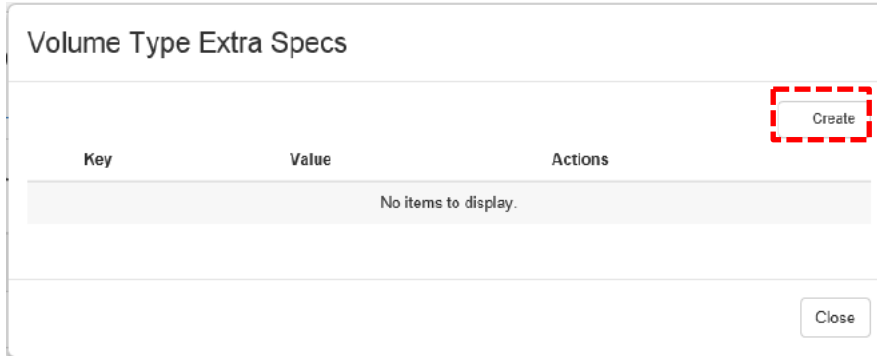 Volume Type Extra Specs
Create
Key Value Actions
No items to display.
Close